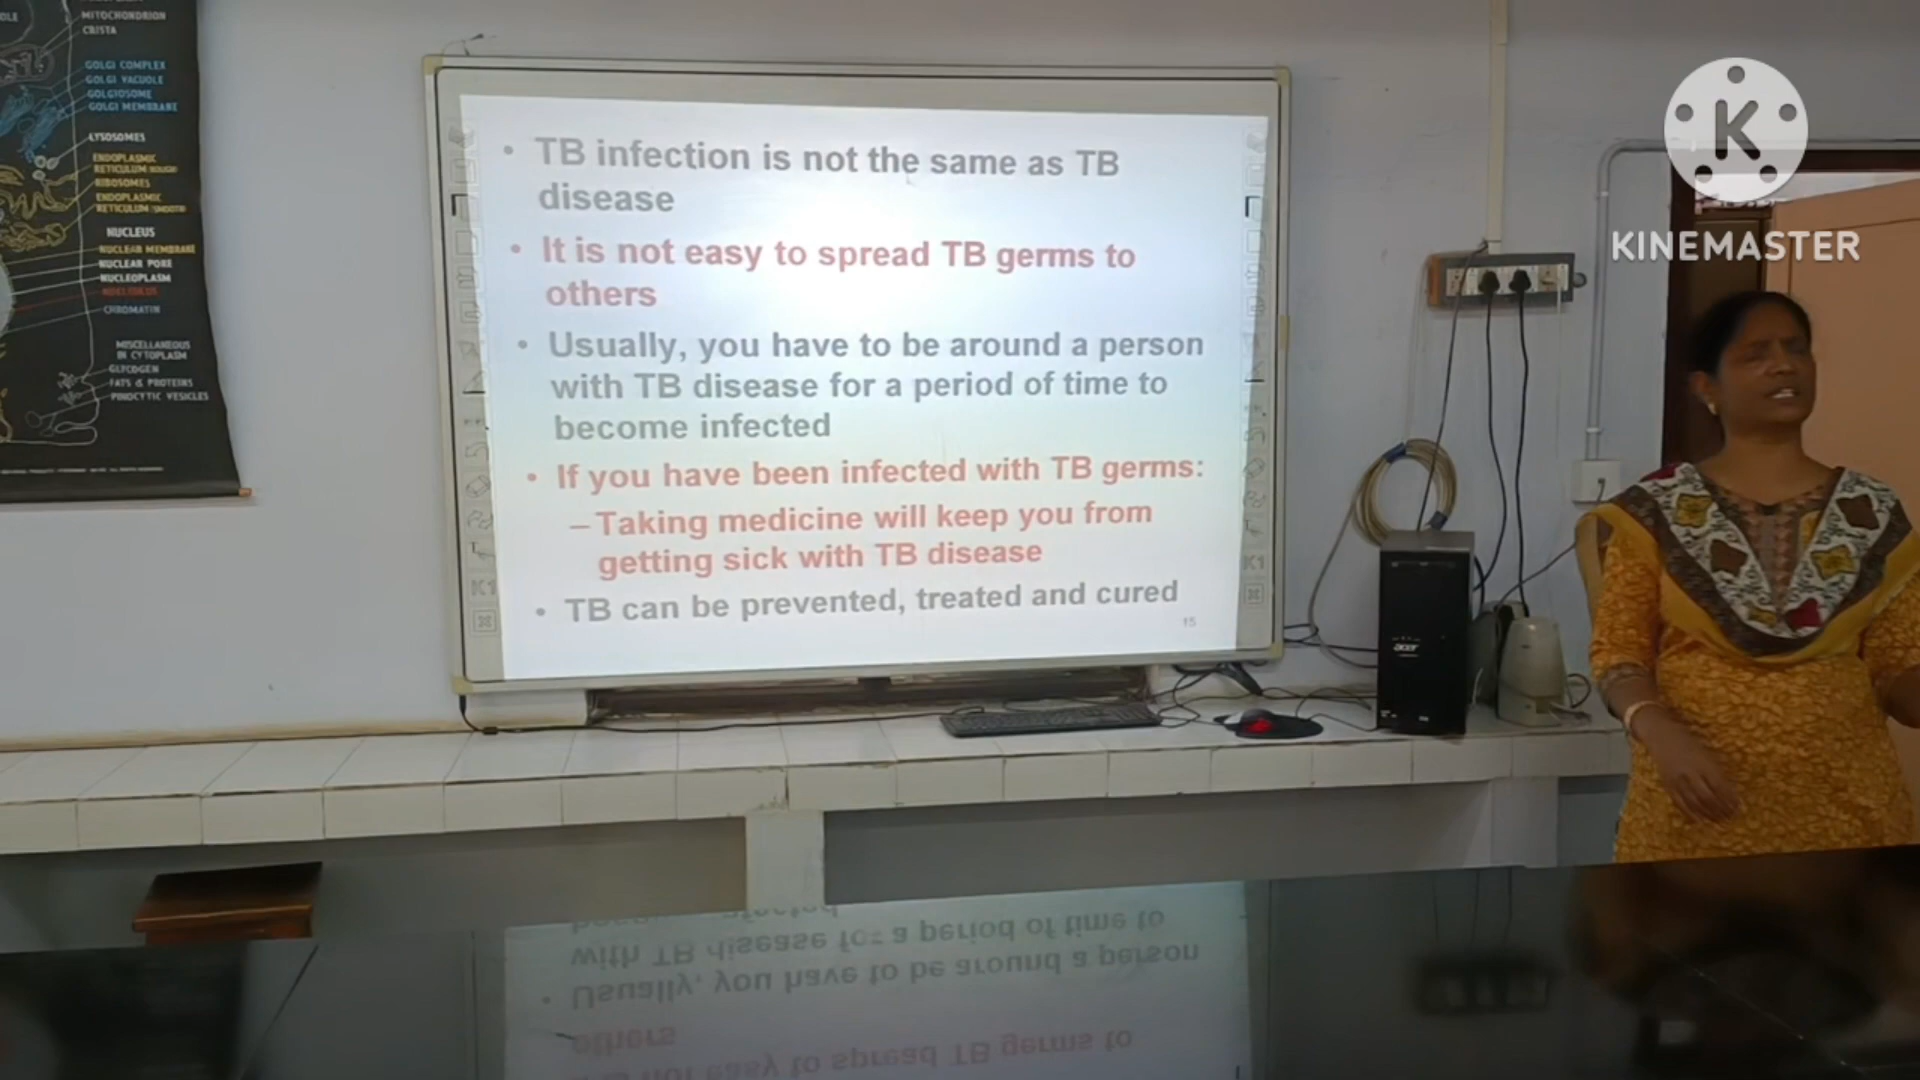 MITOCHONDRION
CRISTA
GOLGI COMPLEX
GOLGI VACUOLE
GOLGIOSOME
GOLGI MEMBRANE
LYSOSOMES
ENDOPLASMIC
RETICULUM (ROUGH)
RIBOSOMES
ENDOPLASMIC
RETICULUM (SMOOTH)
NUCLEUS
NUCLEAR MEMBRANE
NUCLEAR PORE
NUCLEOPLASM
NUCLEOLUS
CHROMATIN
MISCELLANEOUS
IN CYTOPLASM
GLYCOGEN
FATS & PROTEINS
PINOCYTIC VESICLES
• TB infection is not the same as TB
disease
• It is not easy to spread TB germs to
others
• Usually, you have to be around a person
with TB disease for a period of time to
become infected
• If you have been infected with TB germs:
– Taking medicine will keep you from
getting sick with TB disease
• TB can be prevented, treated and cured
15
K1
K1
acer
K
KINEMASTER